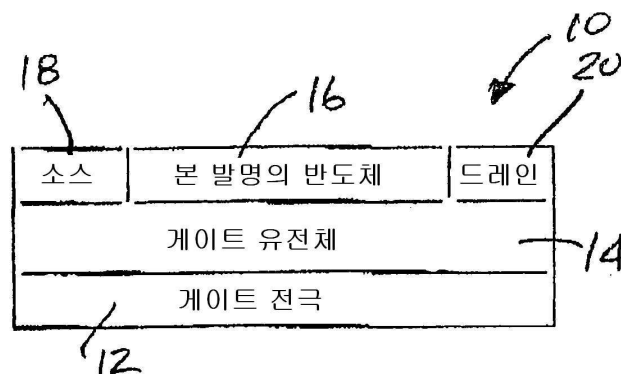 10
18 16 20
소스 본 발명의 반도체 드레인
게이트 유전체
14
게이트 전극
12